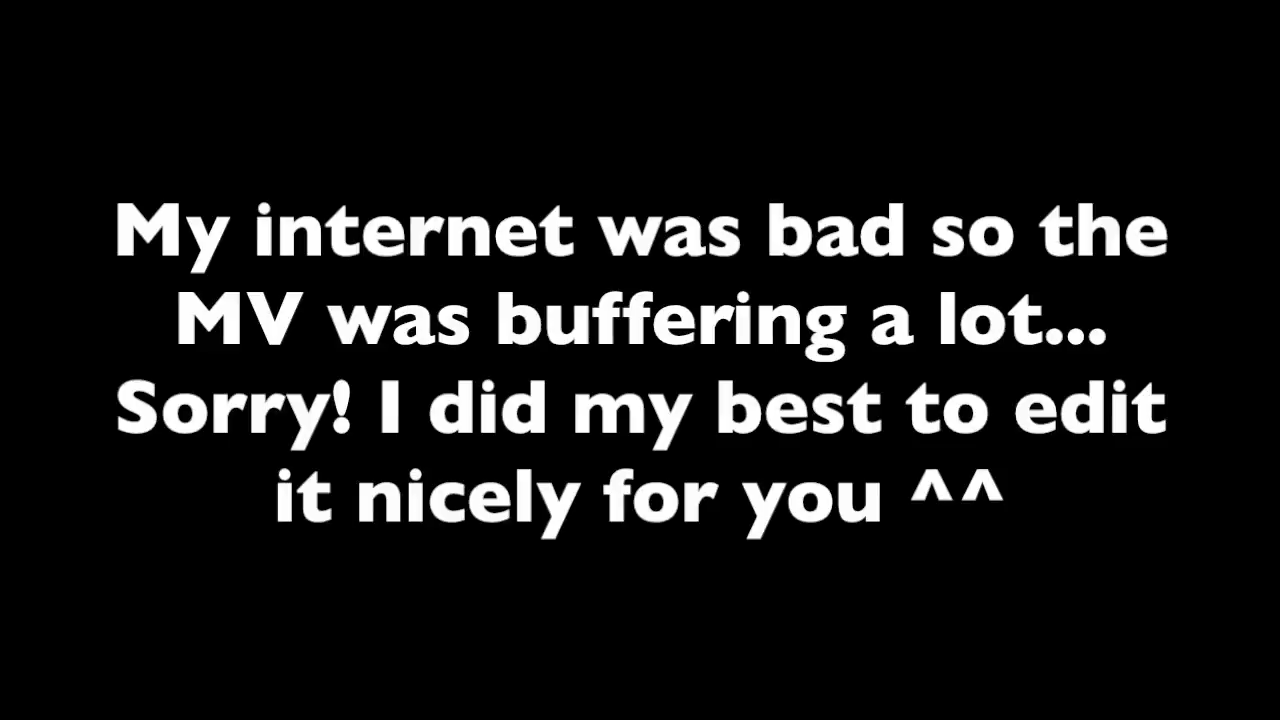 My internet was bad so the
MV was buffering a lot...
Sorry! I did my best to edit
it nicely for you ^^